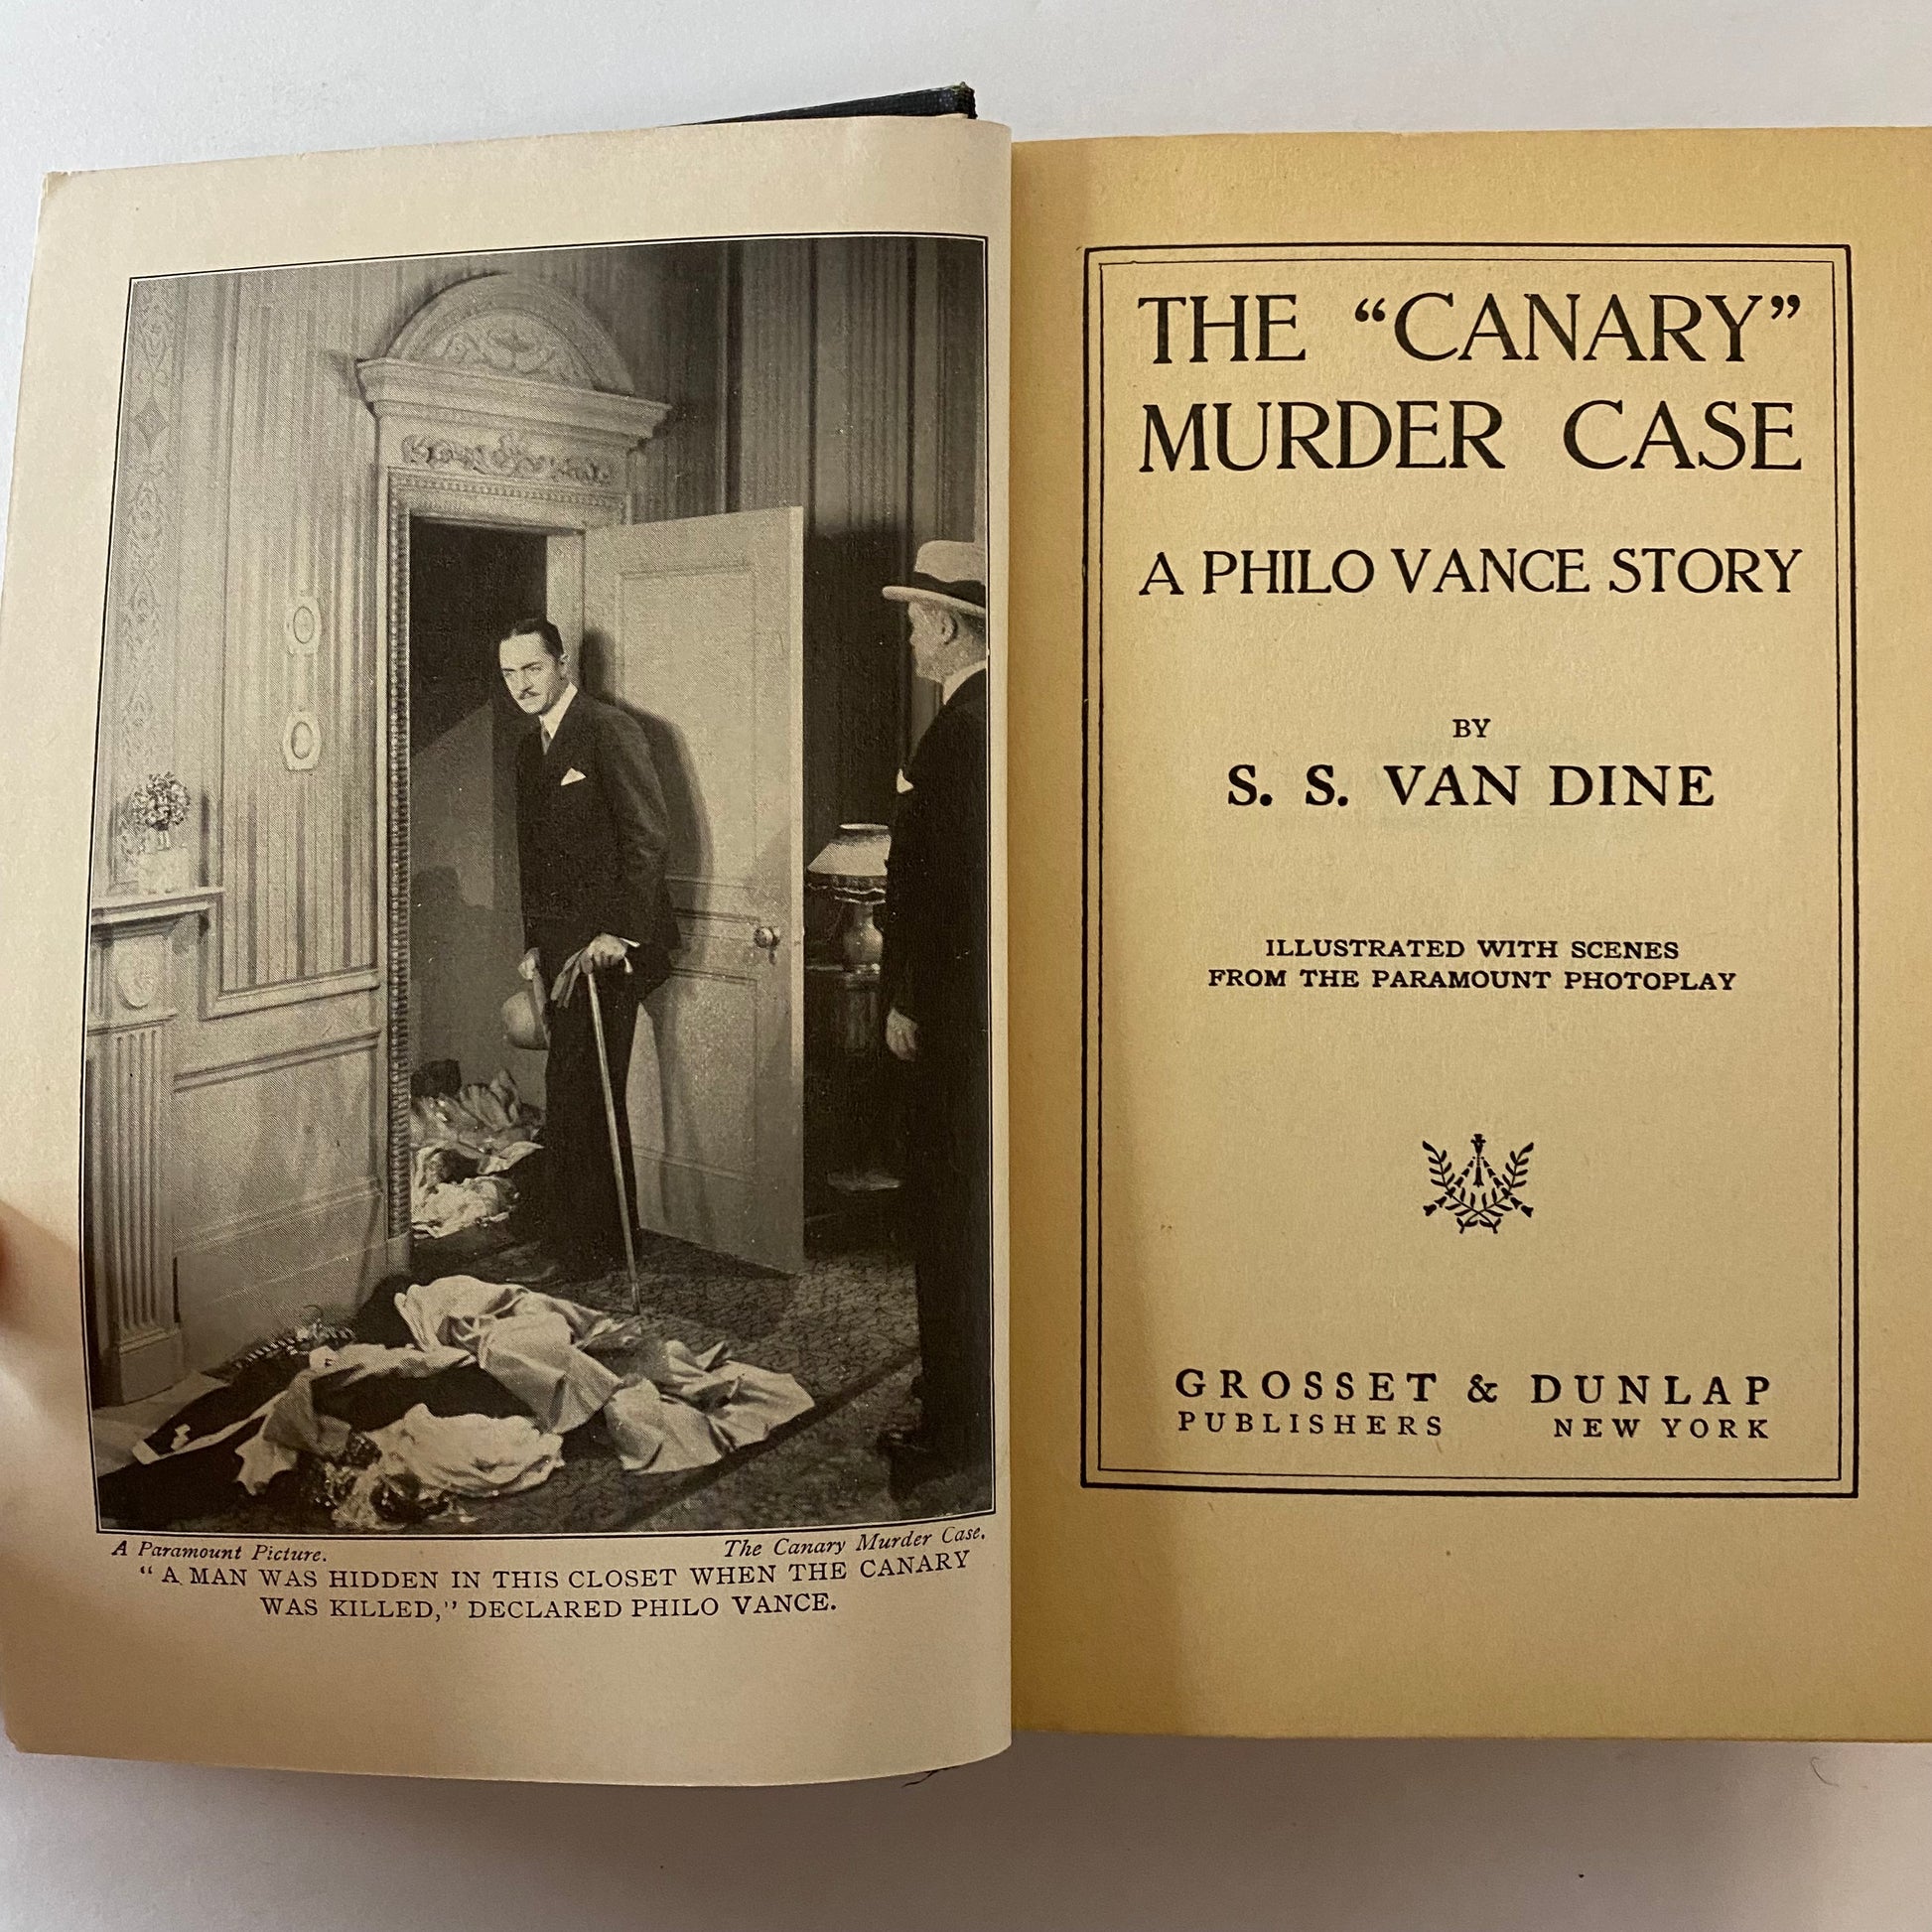 A Paramount Picture. The Canary Murder Case.
“A MAN WAS HIDDEN IN THIS CLOSET WHEN THE CANARY
WAS KILLED,” DECLARED PHILO VANCE.
THE “CANARY”
MURDER CASE
A PHILO VANCE STORY
BY
S. S. VAN DINE
ILLUSTRATED WITH SCENES
FROM THE PARAMOUNT PHOTOPLAY
GROSSET & DUNLAP
PUBLISHERS NEW YORK